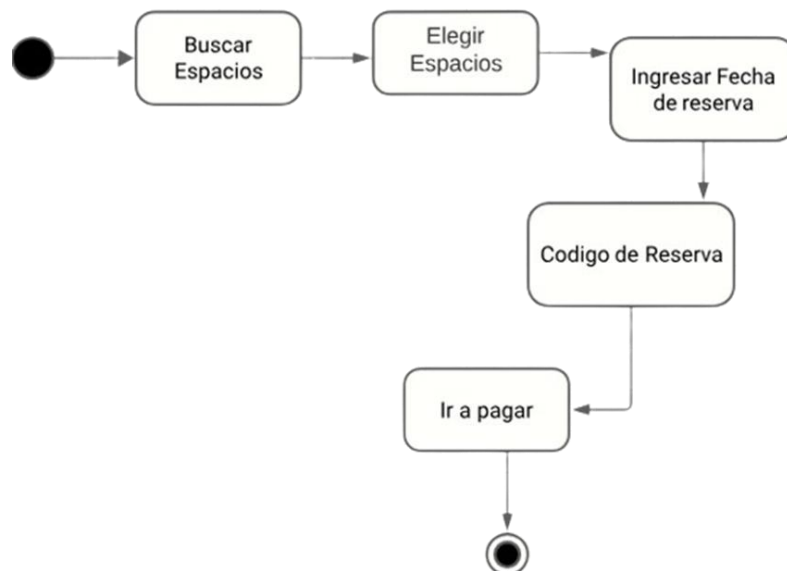 Buscar
Espacios
Elegir
Espacios
Ingresar Fecha
de reserva
Codigo de Reserva
Ir a pagar